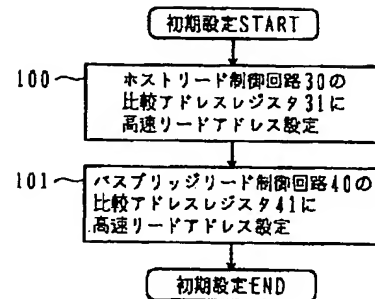 初期設定START
100
ホストリード制御回路30の
比較アドレスレジスタ31に
高速リードアドレス設定
101
バスブリッジリード制御回路40の
比較アドレスレジスタ41に
高速リードアドレス設定
初期設定END